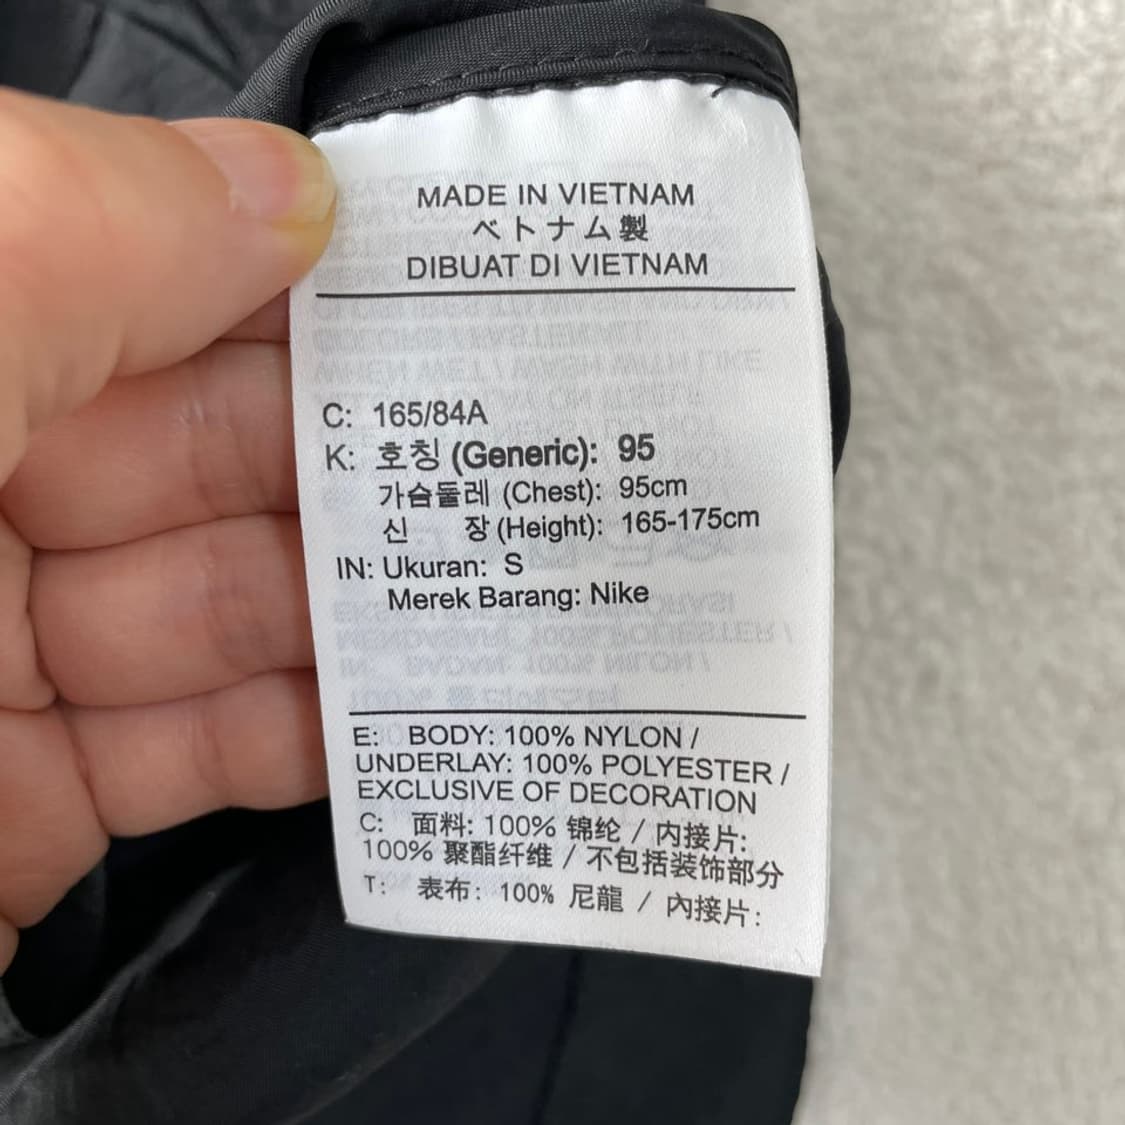 MADE IN VIETNAM
ベトナム製
DIBUAT DI VIETNAM
C: 165/84A
K: 호칭 (Generic): 95
가슴둘레 (Chest): 95cm
신 장 (Height): 165-175cm
IN: Ukuran: S
Merek Barang: Nike
E: BODY: 100% NYLON /
UNDERLAY: 100% POLYESTER /
EXCLUSIVE OF DECORATION
C: 面料: 100% 锦纶 / 内接片:
100% 聚酯纤维 / 不包括装饰部分
T: 表布: 100% 尼龍 / 內接片: